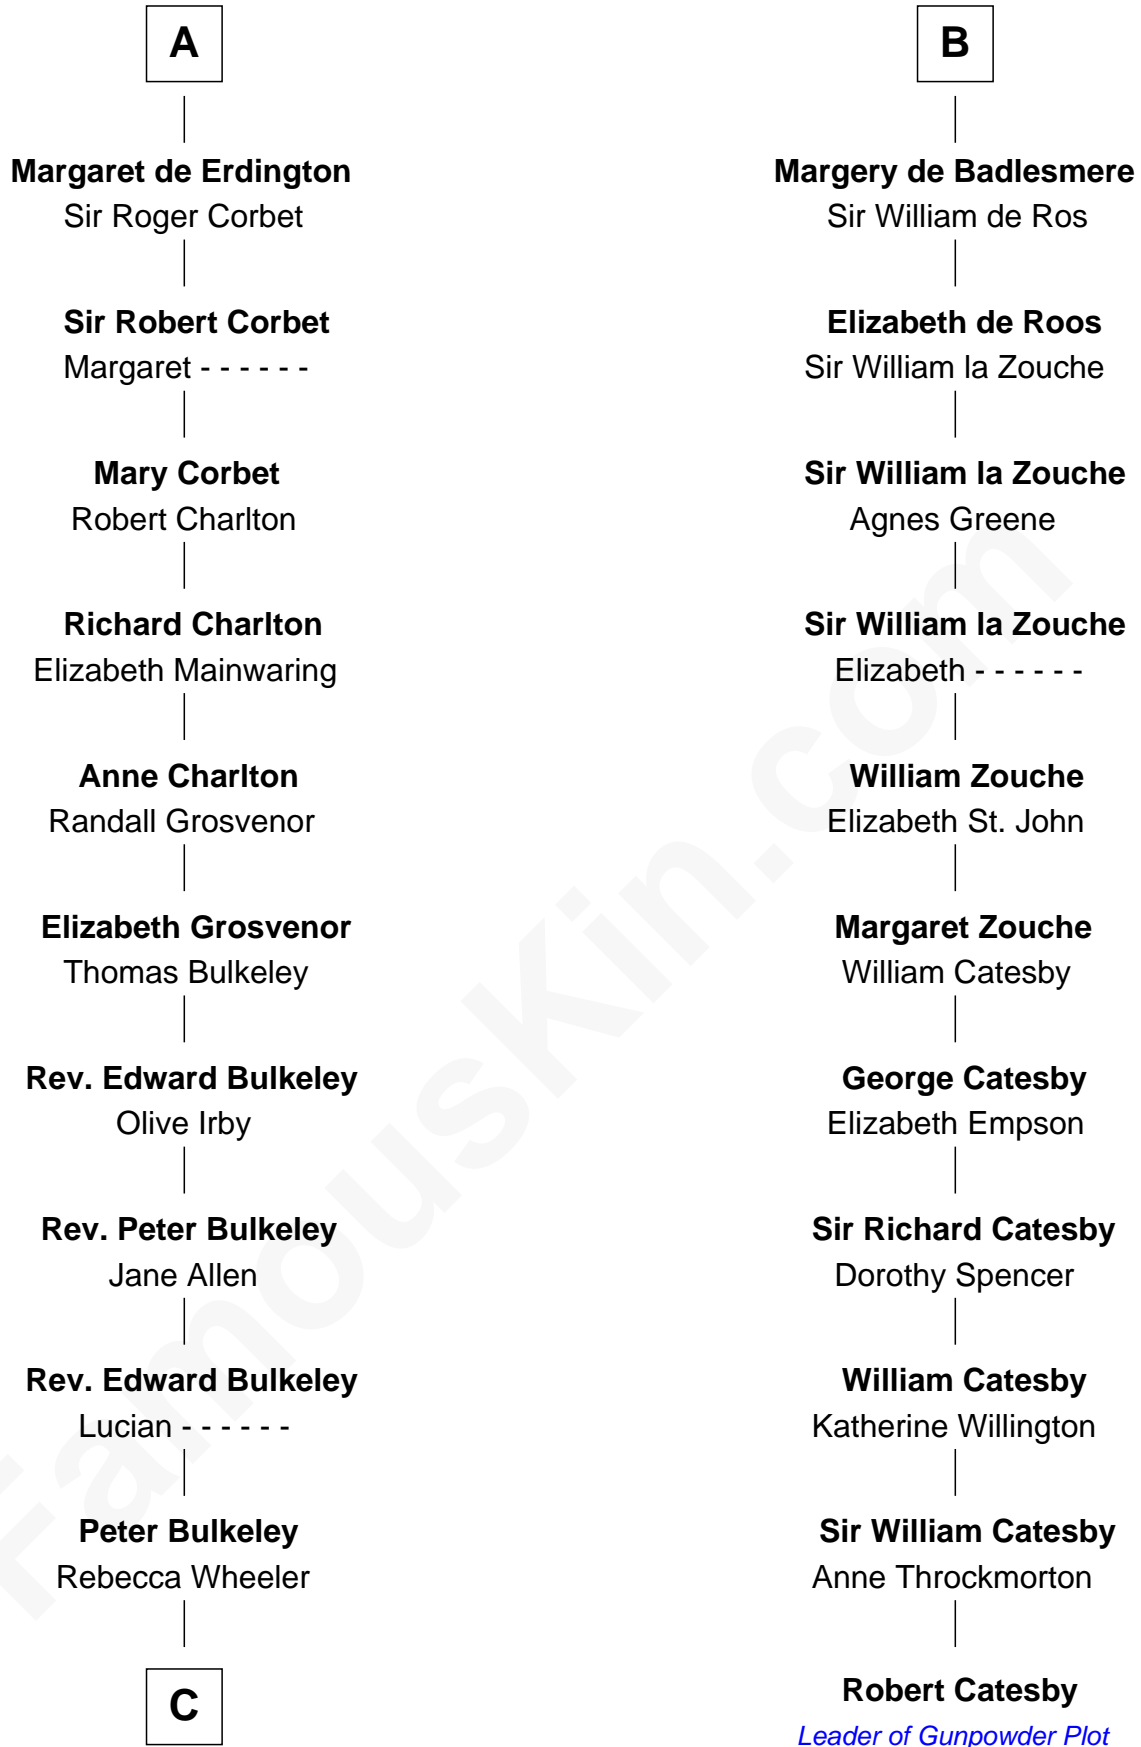 A
Margaret de Erdington
Sir Roger Corbet
Sir Robert Corbet
Margaret - - - - - -
Mary Corbet
Robert Charlton
Richard Charlton
Elizabeth Mainwaring
Anne Charlton
Randall Grosvenor
Elizabeth Grosvenor
Thomas Bulkeley
Rev. Edward Bulkeley
Olive Irby
Rev. Peter Bulkeley
Jane Allen
Rev. Edward Bulkeley
Lucian - - - - - -
Peter Bulkeley
Rebecca Wheeler
C
B
Margery de Badlesmere
Sir William de Ros
Elizabeth de Roos
Sir William la Zouche
Sir William la Zouche
Agnes Greene
Sir William la Zouche
Elizabeth - - - - - -
William Zouche
Elizabeth St. John
Margaret Zouche
William Catesby
George Catesby
Elizabeth Empson
Sir Richard Catesby
Dorothy Spencer
William Catesby
Katherine Willington
Sir William Catesby
Anne Throckmorton
Robert Catesby
Leader of Gunpowder Plot
FamousKin.com